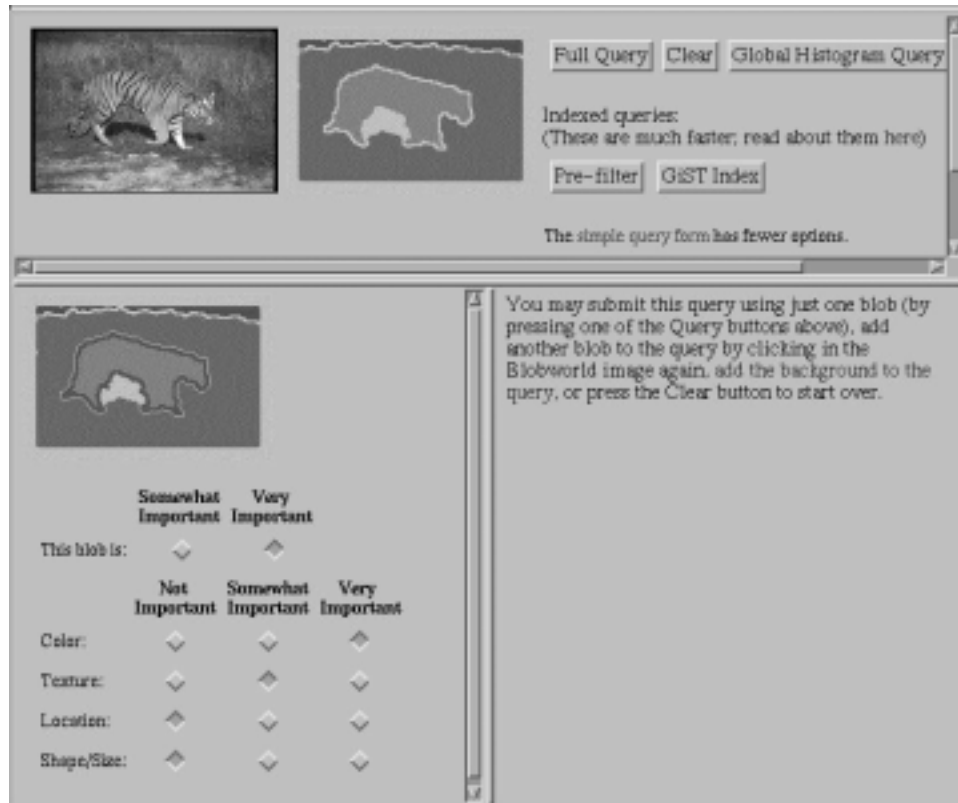 Full Query Clear Global Histogram Query
Indexed queries:
(These are much faster; read about them here)
Pre-filter GiST Index
The simple query form has fewer options.
You may submit this query using just one blob (by
pressing one of the Query buttons above), add
another blob to the query by clicking in the
Blobworld image again, add the background to the
query, or press the Clear button to start over.
Somewhat Very
Important Important
This blob is:
Not Somewhat Very
Important Important Important
Color:
Texture:
Location:
Shape/Size: